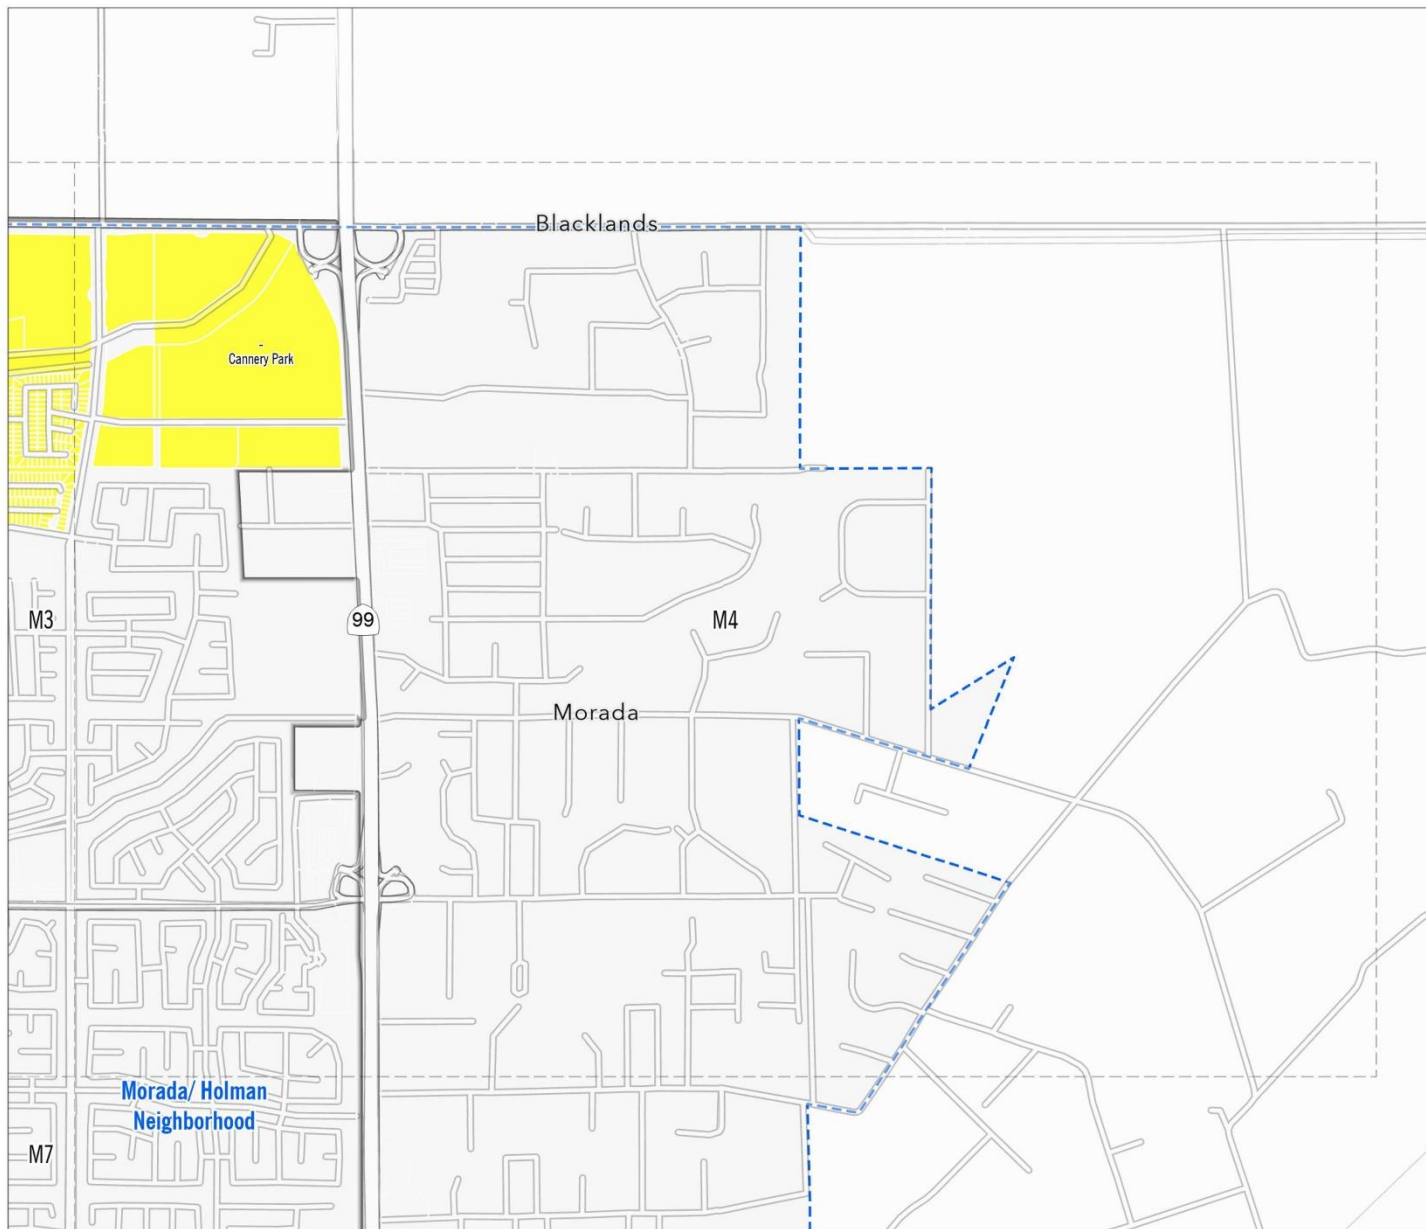 Blacklands
-
Cannery Park
M3
99
M4
Morada
Morada/ Holman
Neighborhood
M7